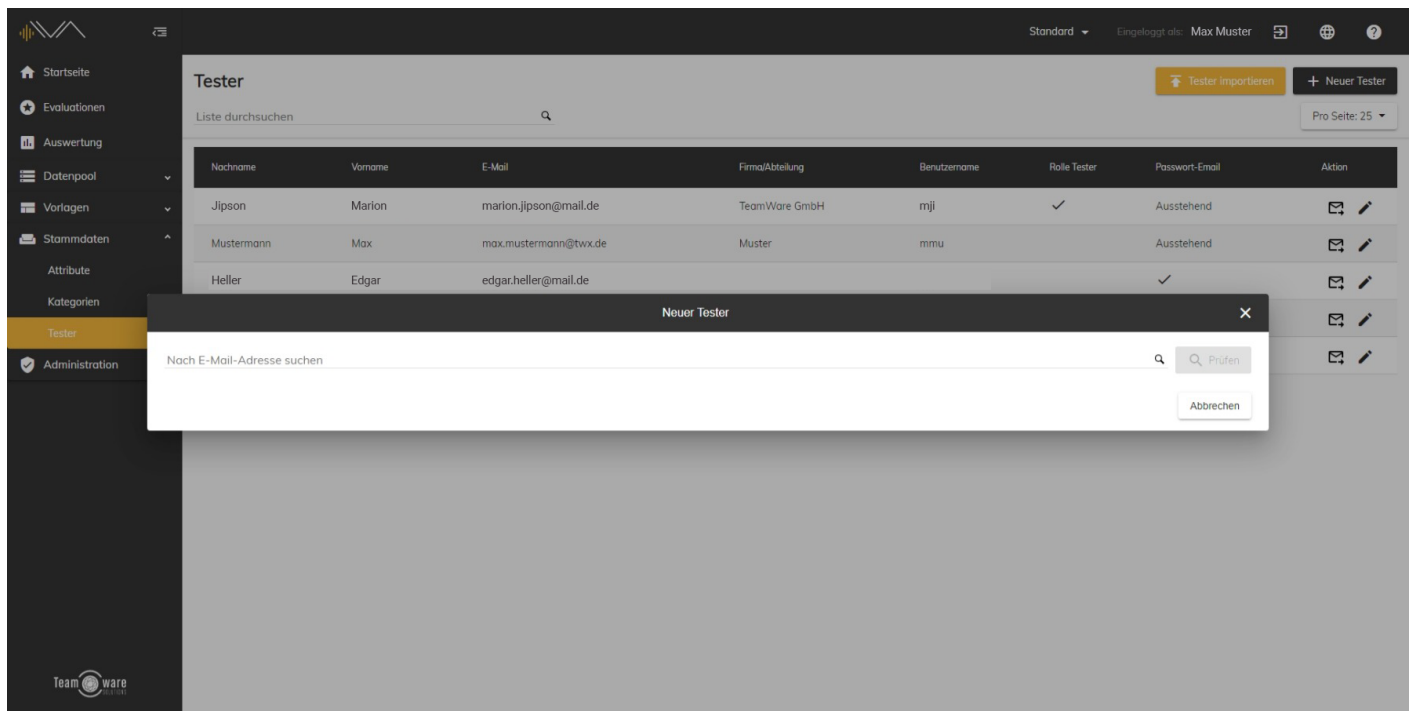 Standard Eingeloggt als: Max Muster
Startseite
Evaluationen
Auswertung
Datenpool
Vorlagen
Stammdaten
Attribute
Kategorien
Tester
Administration
Team ware
SOLUTIONS
Tester
Tester importieren
+ Neuer Tester
Liste durchsuchen
Pro Seite: 25
Nachname Vorname E-Mail Firma/Abteilung Benutzername Rolle Tester Passwort-Email Aktion
Jipson Marion marion.jipson@mail.de TeamWare GmbH mji Ausstehend
Mustermann Max max.mustermann@twx.de Muster mmu Ausstehend
Heller Edgar edgar.heller@mail.de
Neuer Tester
Nach E-Mail-Adresse suchen
Prüfen
Abbrechen